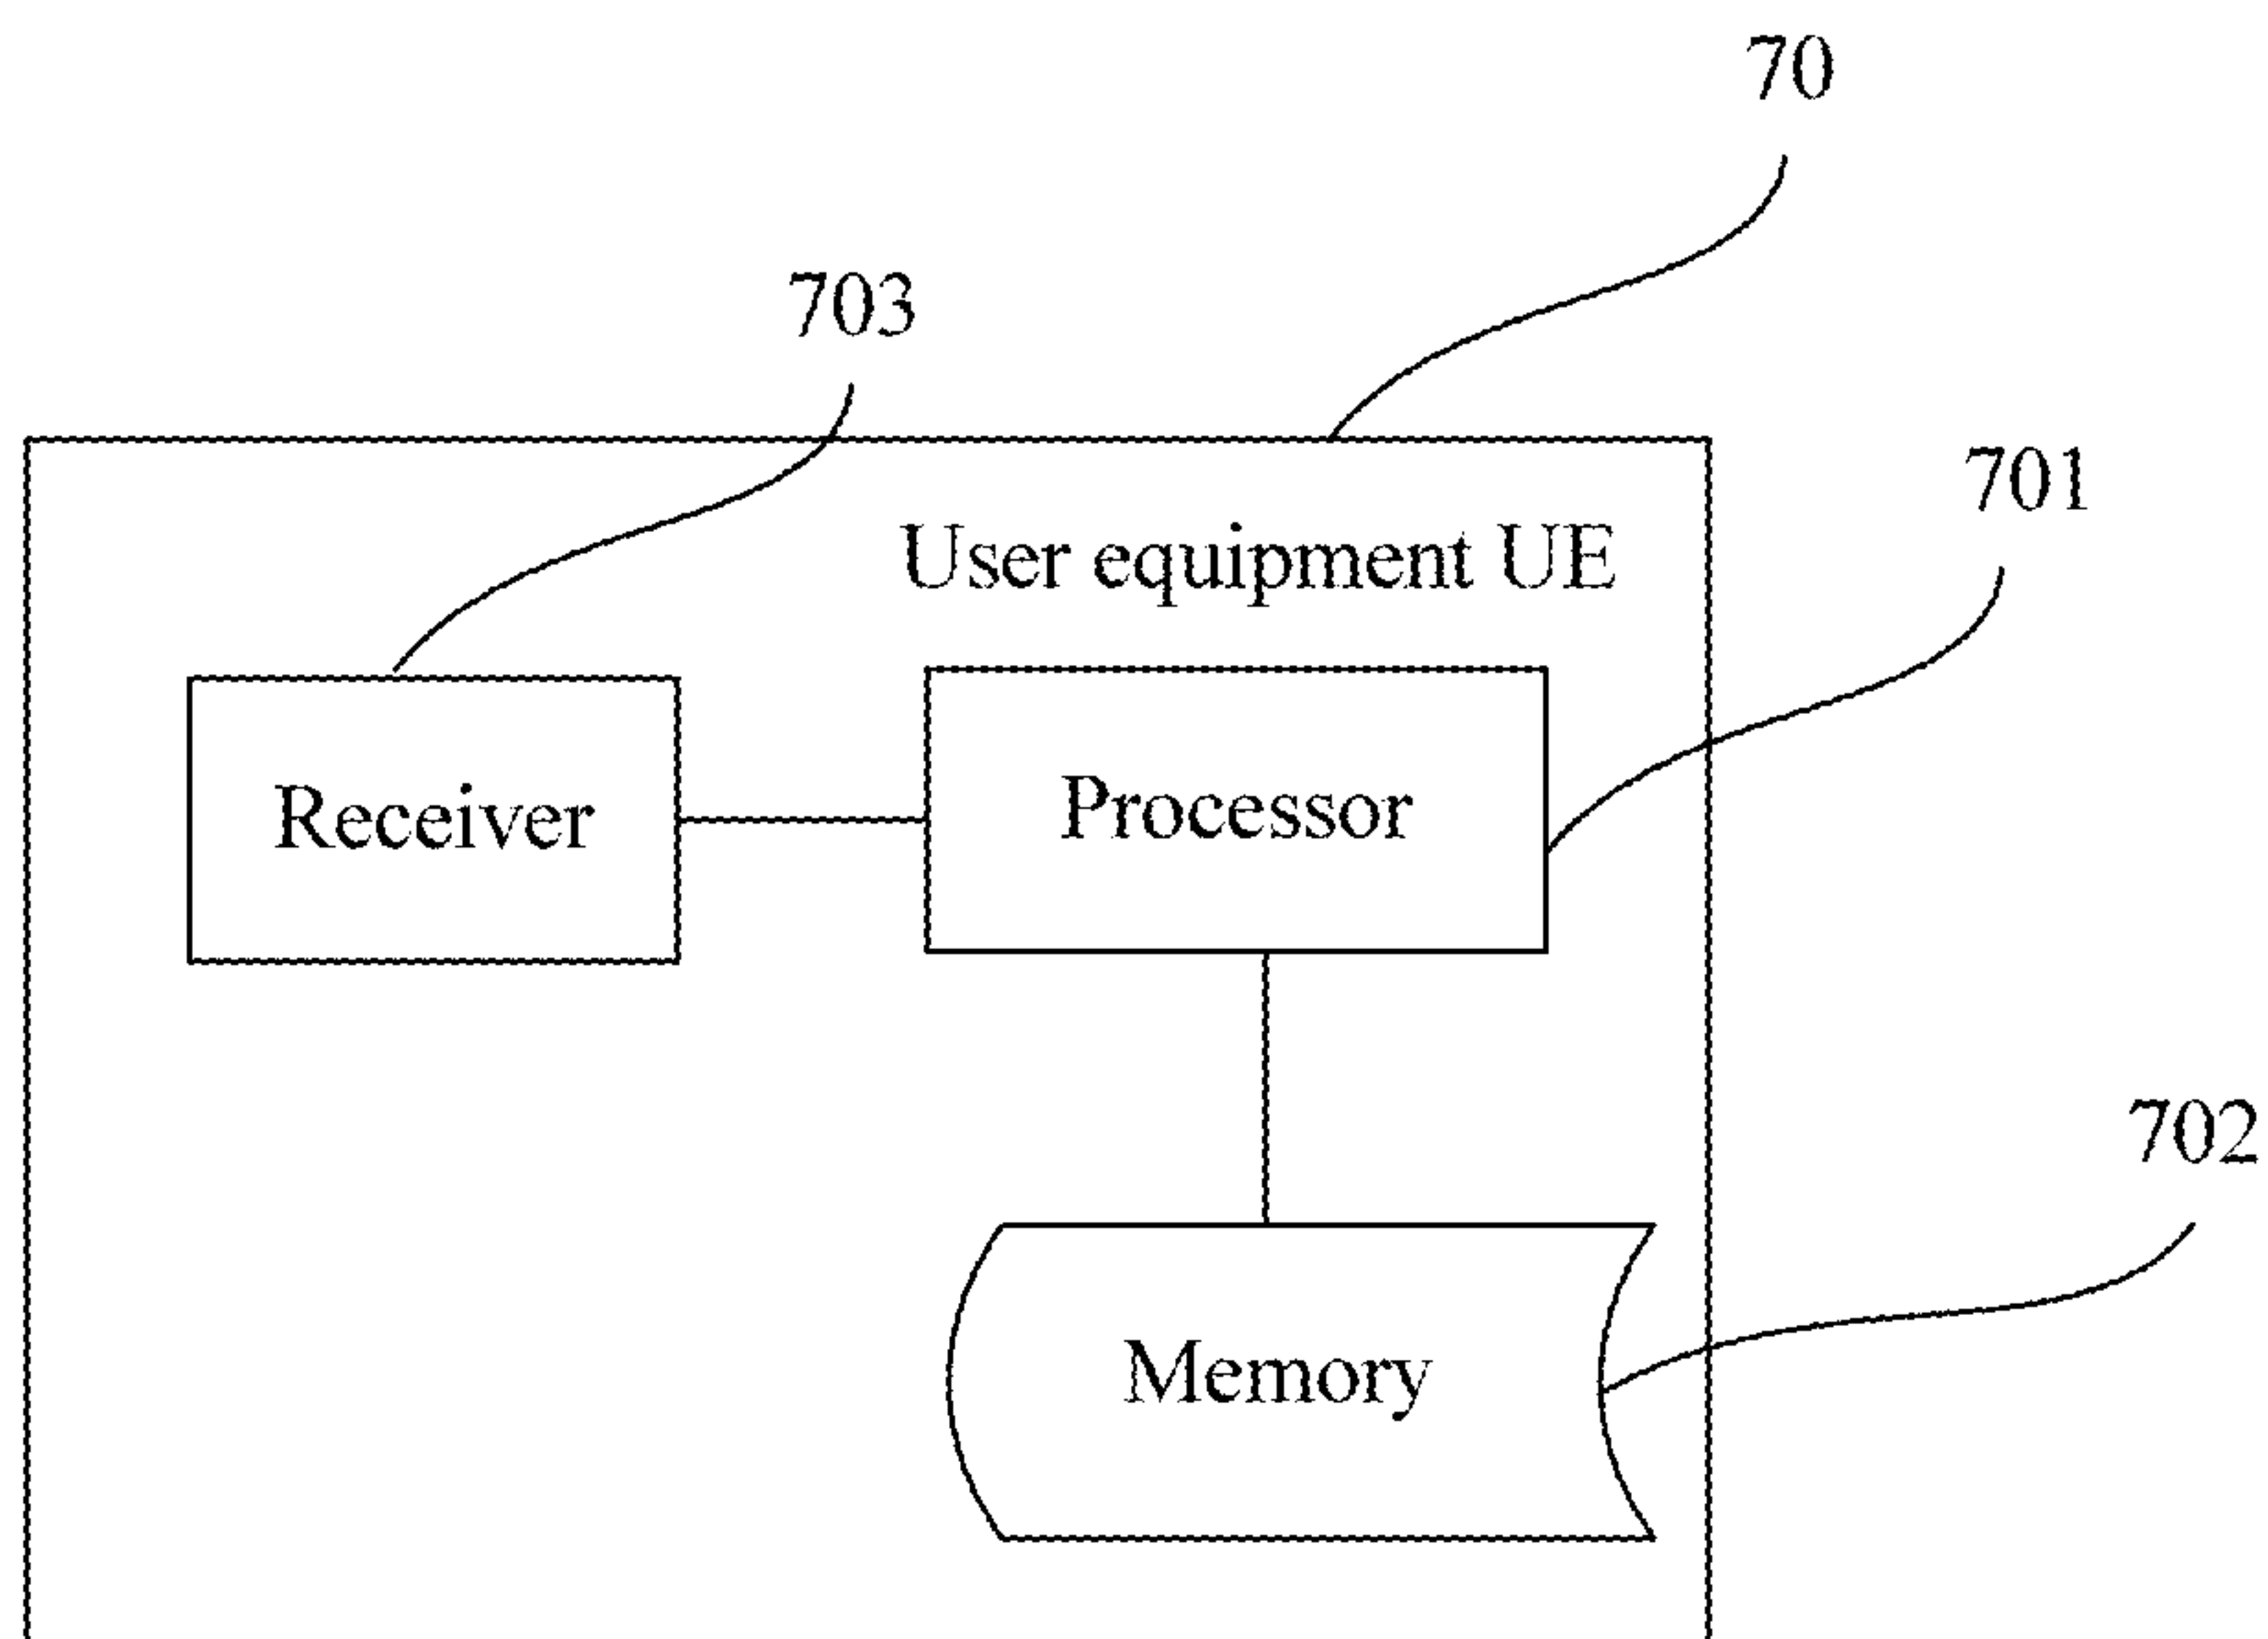 70
703
701
User equipment UE
Receiver
Processor
702
Memory